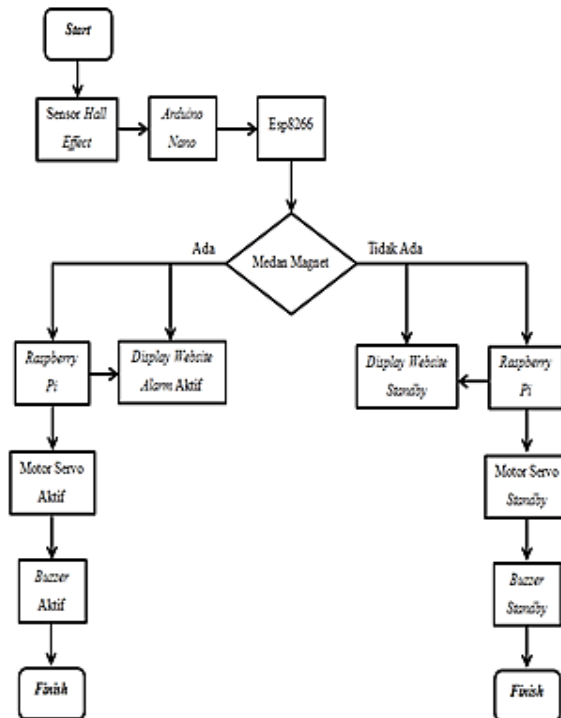 Start
Sensor Hall
Effect
Arduino
Nano
Esp8266
Medan Magnet
Ada
Tidak Ada
Raspberry
Pi
Display Website
Alarm Aktif
Display Website
Standby
Raspberry
Pi
Motor Servo
Aktif
Motor Servo
Standby
Buzzer
Aktif
Buzzer
Standby
Finish
Finish